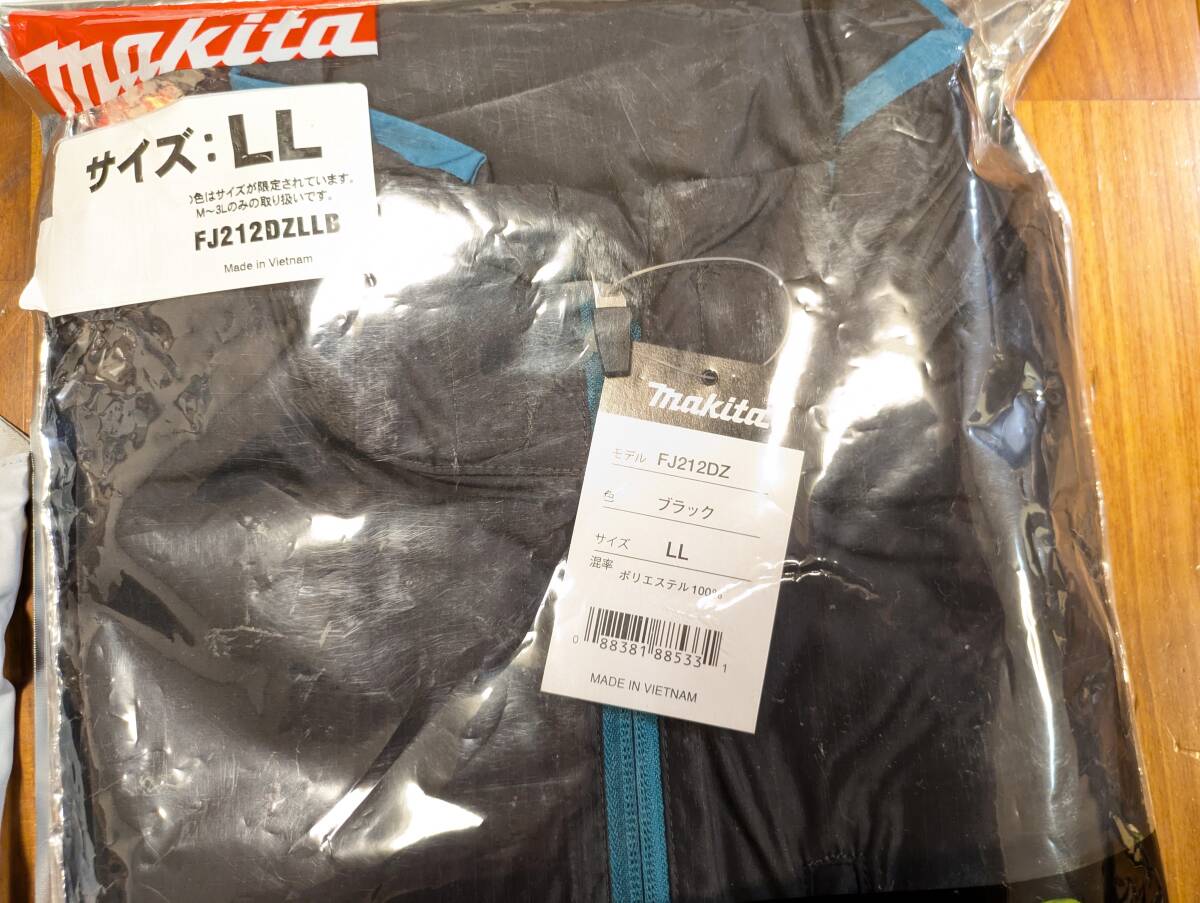 makita
サイズ:LL
色はサイズが限定されています。
M～3Lのみの取り扱いです。
FJ212DZLLB
Made in Vietnam
makita
モデル FJ212DZ
色 ブラック
サイズ LL
混率 ポリエステル100%
0 88381 88533 1
MADE IN VIETNAM